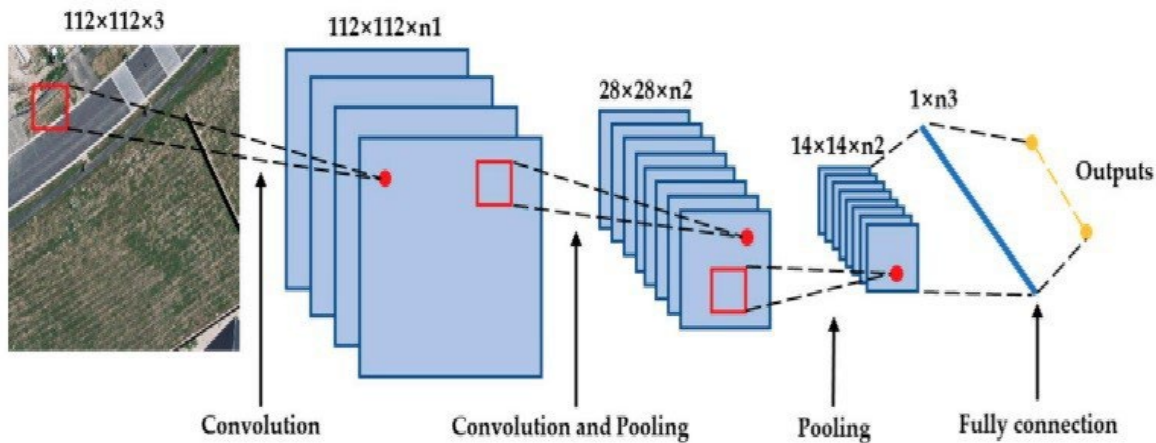 112×112×3
112×112×n1
28×28×n2
14×14×n2
1×n3
Outputs
Convolution
Convolution and Pooling
Pooling
Fully connection